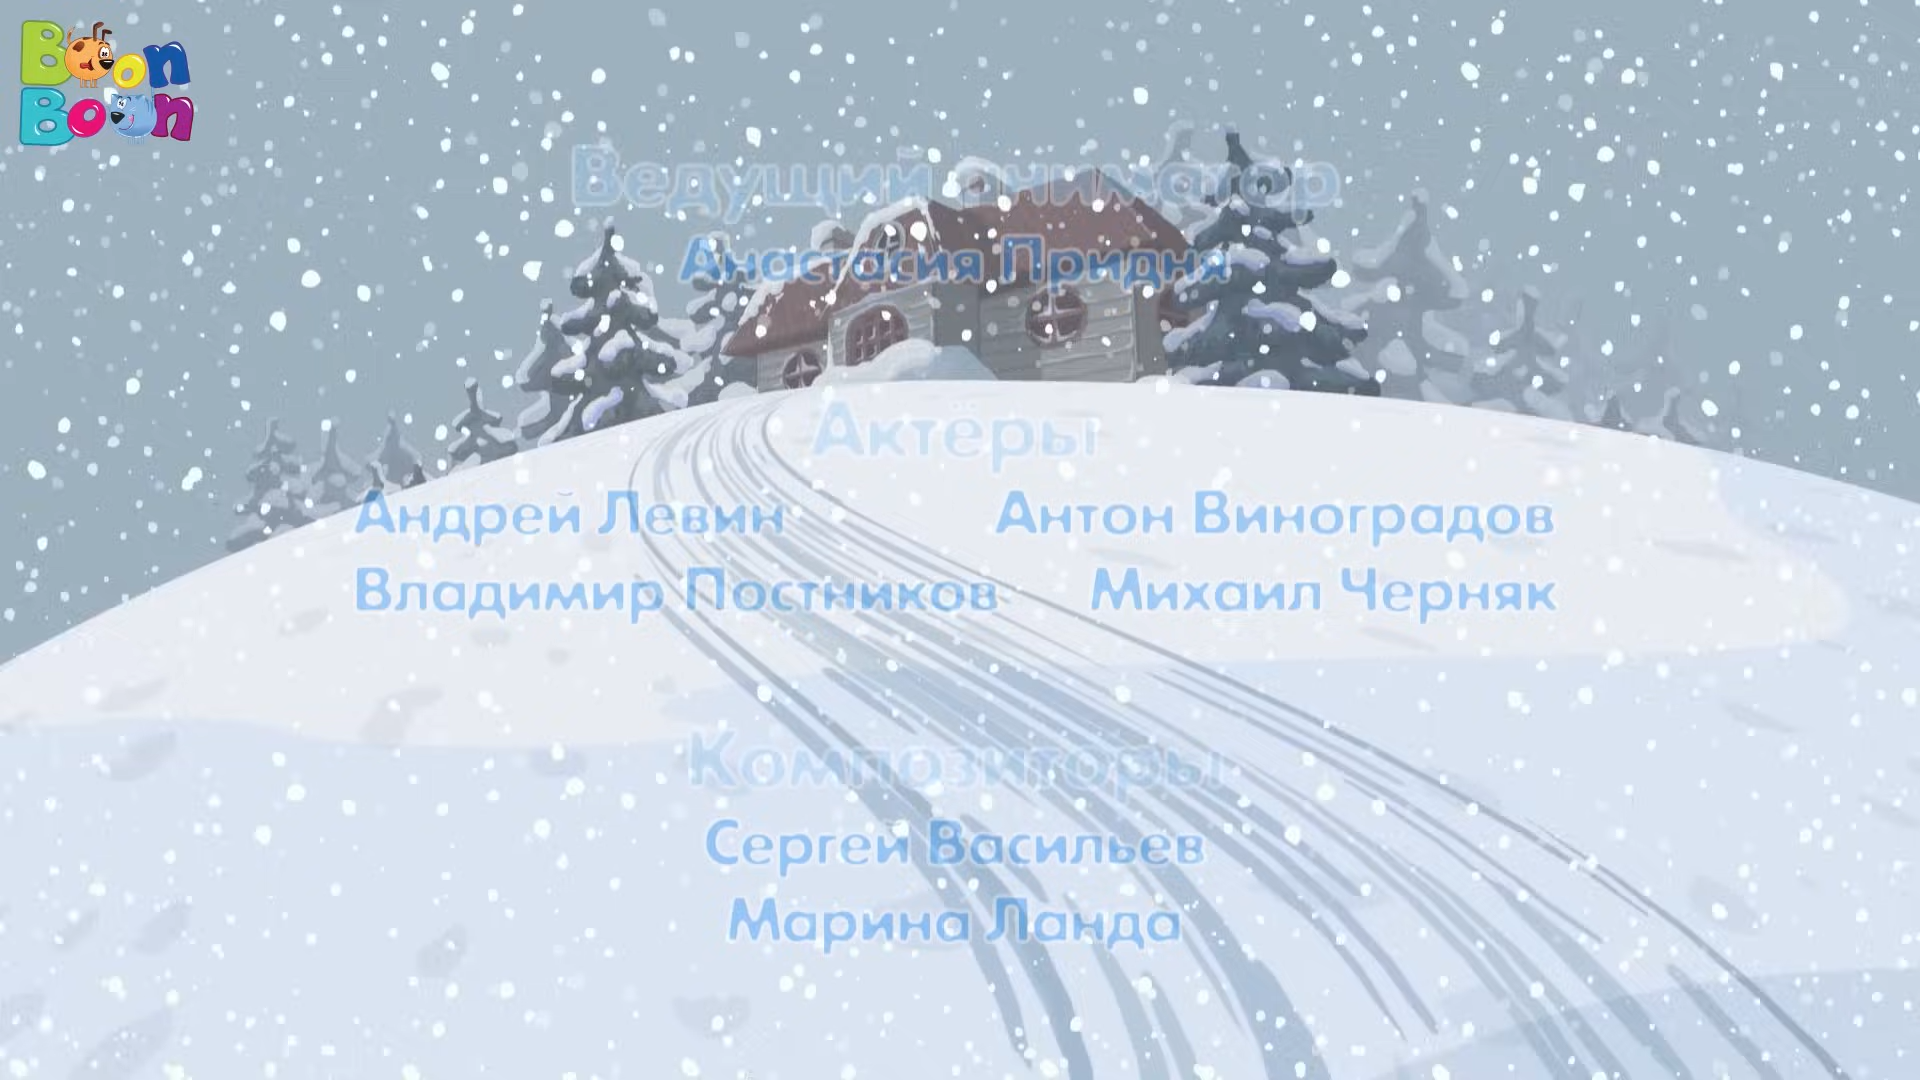 Boon
Boon
Ведущий аниматор
Анастасия Придня
Актёры
Андрей Левин Антон Виноградов
Владимир Постников Михаил Черняк
Композиторы
Сергей Васильев
Марина Ланда